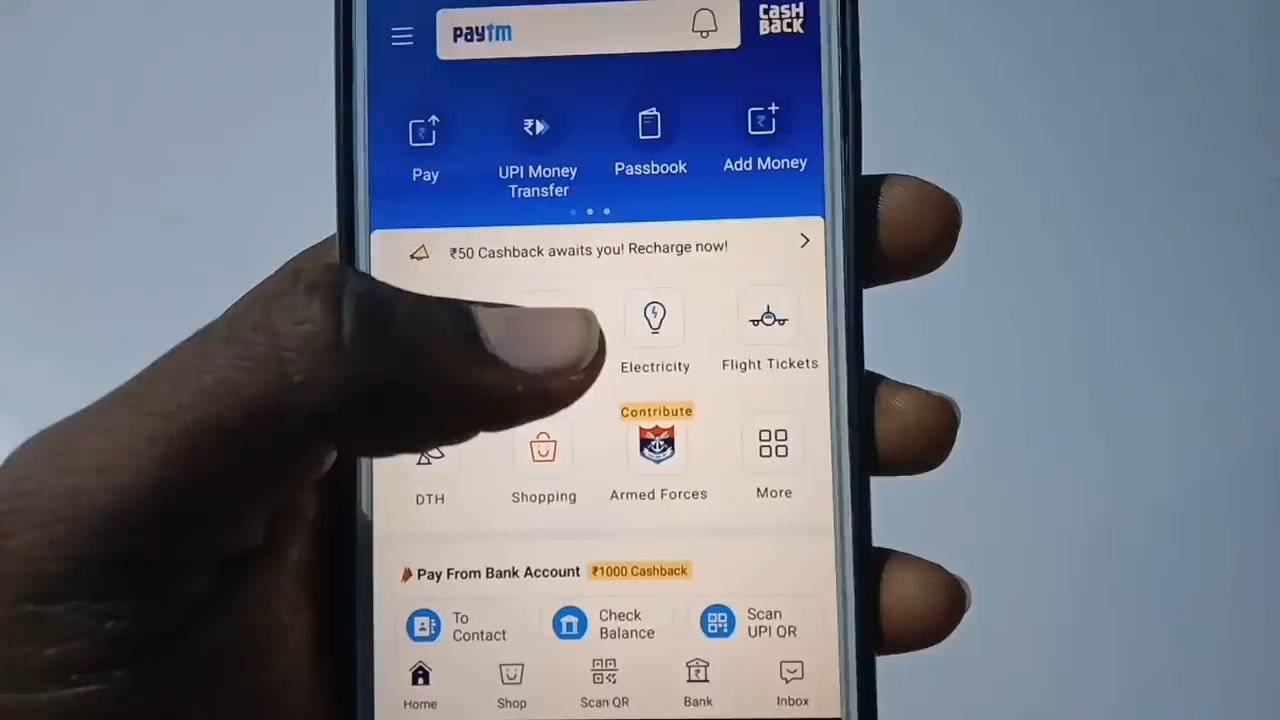 paytm
CASH
BACK
Pay
UPI Money
Transfer
Passbook
Add Money
₹50 Cashback awaits you! Recharge now!
Electricity
Flight Tickets
Contribute
DTH
Shopping
Armed Forces
More
Pay From Bank Account ₹1000 Cashback
To
Contact
Check
Balance
Scan
UPI QR
Home
Shop
Scan QR
Bank
Inbox